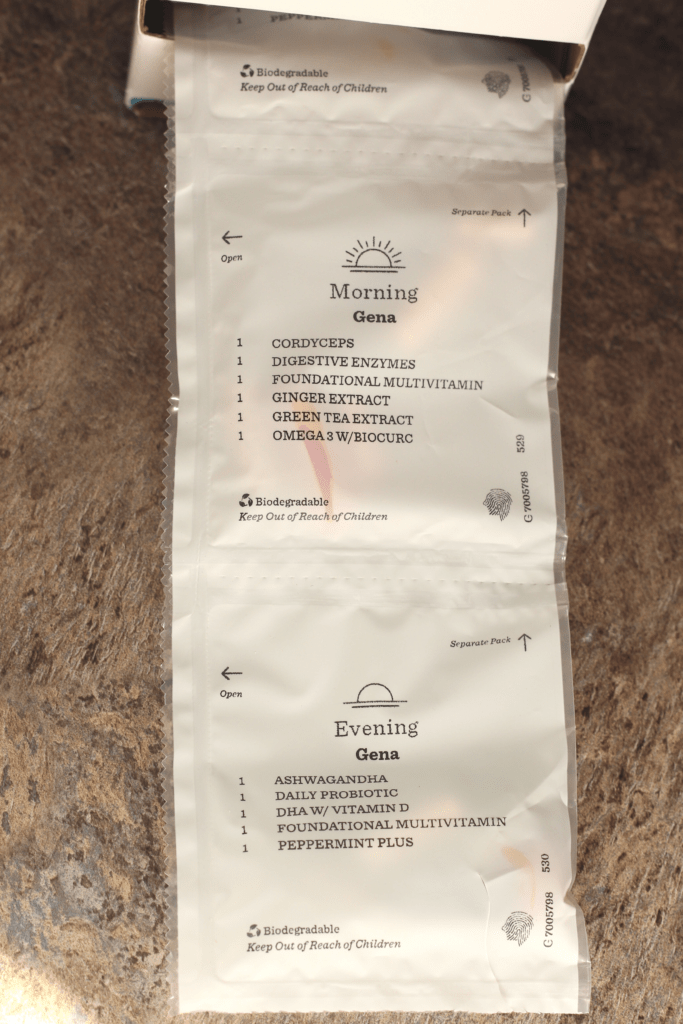 1 PEPPER
Biodegradable
Keep Out of Reach of Children
Separate Pack ↑
← Open
Morning
Gena
1 CORDYCEPS
1 DIGESTIVE ENZYMES
1 FOUNDATIONAL MULTIVITAMIN
1 GINGER EXTRACT
1 GREEN TEA EXTRACT
1 OMEGA 3 W/BIOCURC
Biodegradable
Keep Out of Reach of Children
G 7005798 529
Separate Pack ↑
← Open
Evening
Gena
1 ASHWAGANDHA
1 DAILY PROBIOTIC
1 DHA W/ VITAMIN D
1 FOUNDATIONAL MULTIVITAMIN
1 PEPPERMINT PLUS
Biodegradable
Keep Out of Reach of Children
G 7005798 530